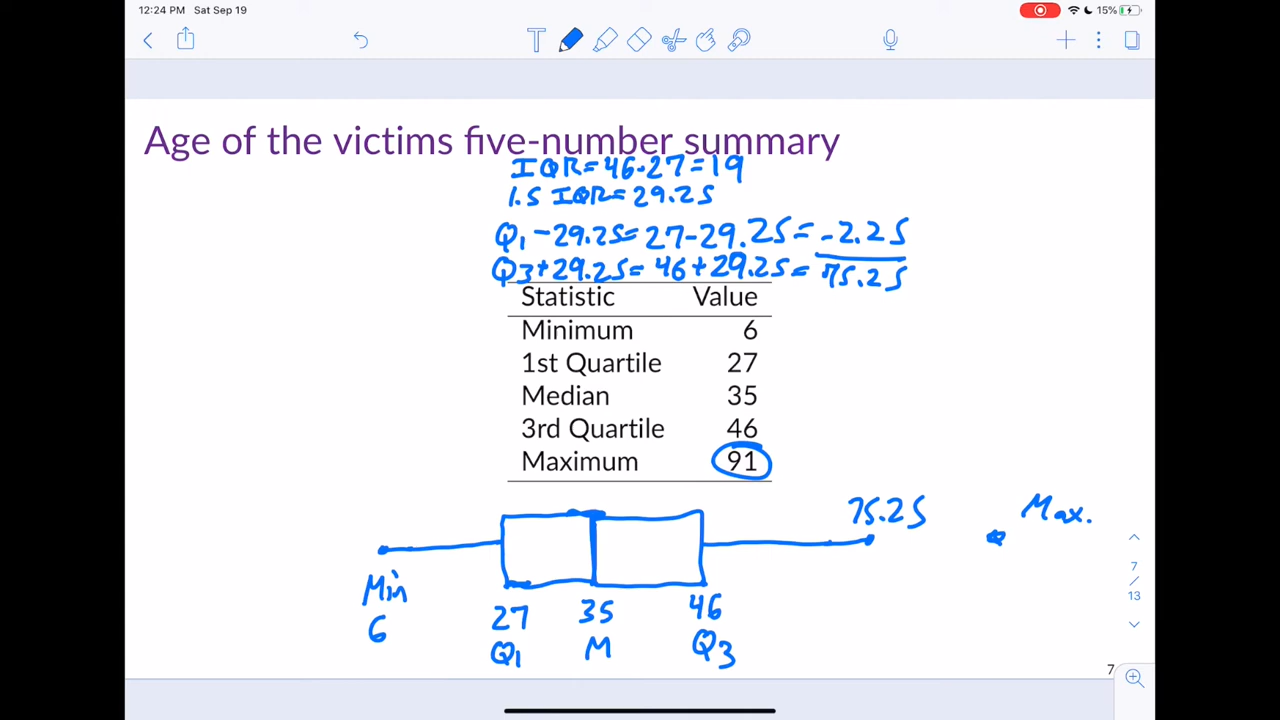 12:24 PM Sat Sep 19
15%
T
Age of the victims five-number summary
IQR=46-27=19
1.5 IQR=29.25
Q1-29.25=27-29.25=-2.25
Q3+29.25=46+29.25=75.25
Statistic Value
Minimum 6
1st Quartile 27
Median 35
3rd Quartile 46
Maximum 91
75.25
Max.
Min
6
27 35 46
Q1 M Q3
7
/
13
7